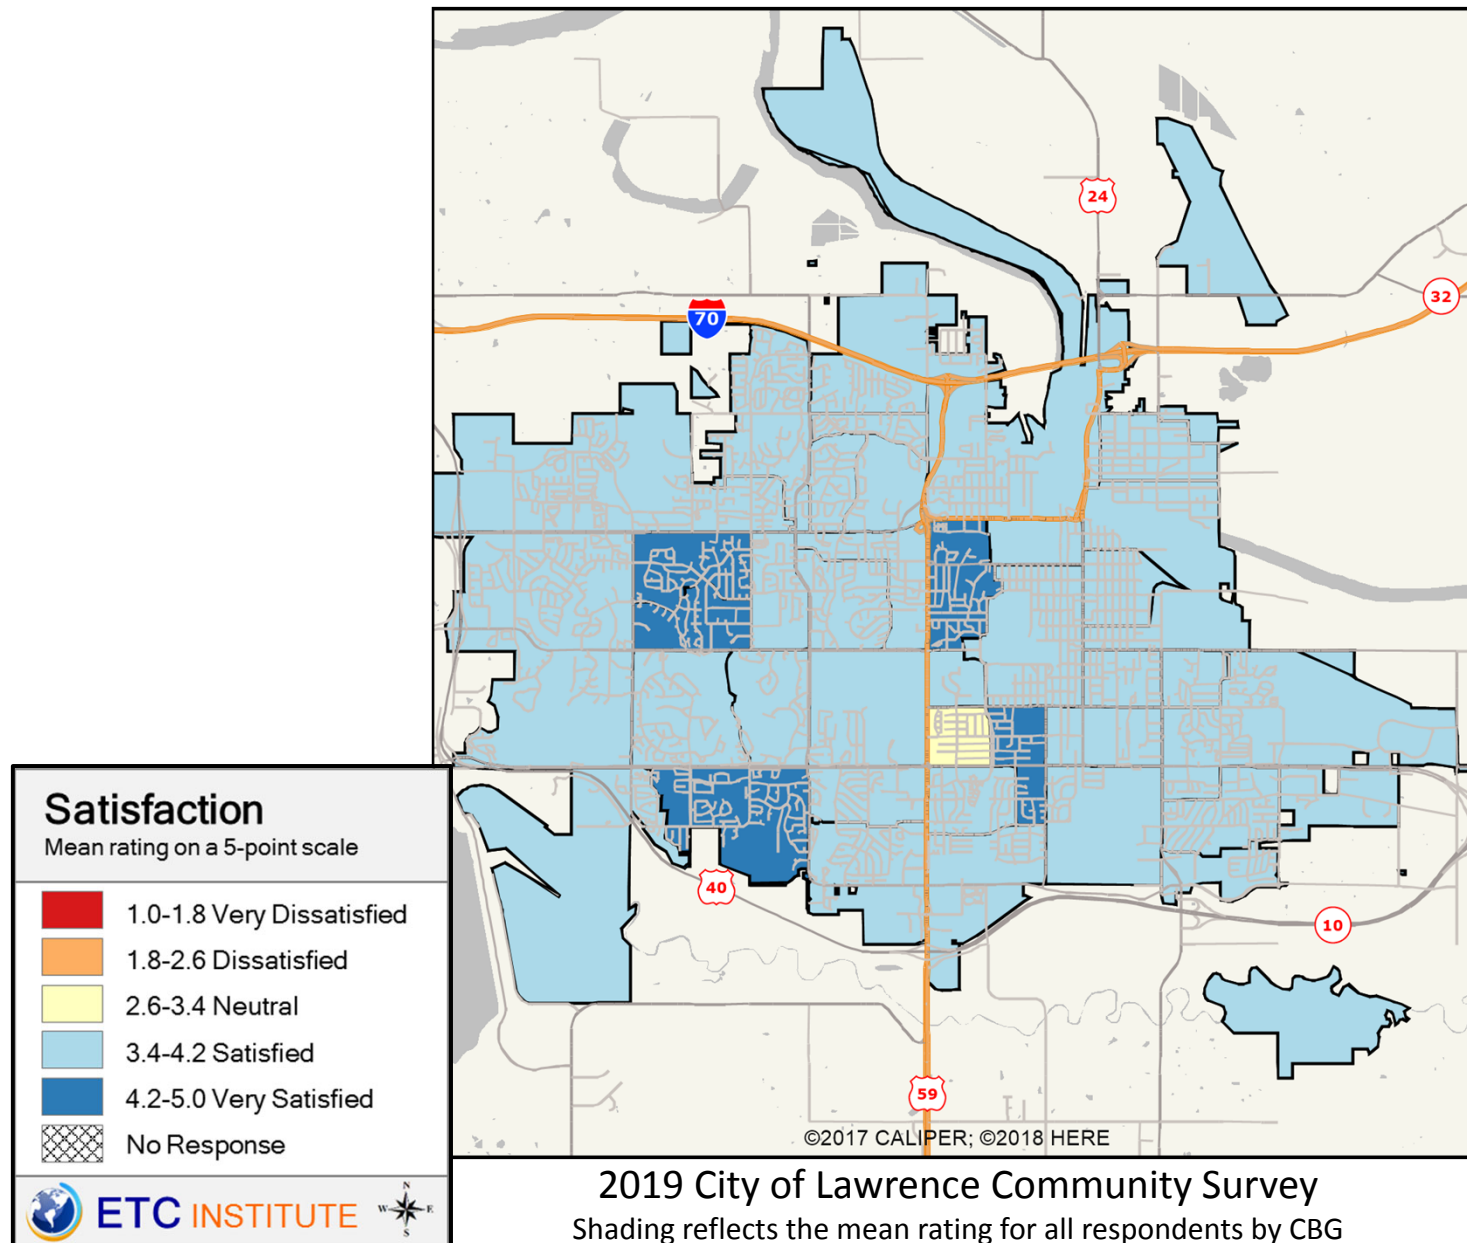 24
32
70
40
10
59
©2017 CALIPER; ©2018 HERE
Satisfaction
Mean rating on a 5-point scale
1.0-1.8 Very Dissatisfied
1.8-2.6 Dissatisfied
2.6-3.4 Neutral
3.4-4.2 Satisfied
4.2-5.0 Very Satisfied
No Response
ETC INSTITUTE
N
W E
S
2019 City of Lawrence Community Survey
Shading reflects the mean rating for all respondents by CBG